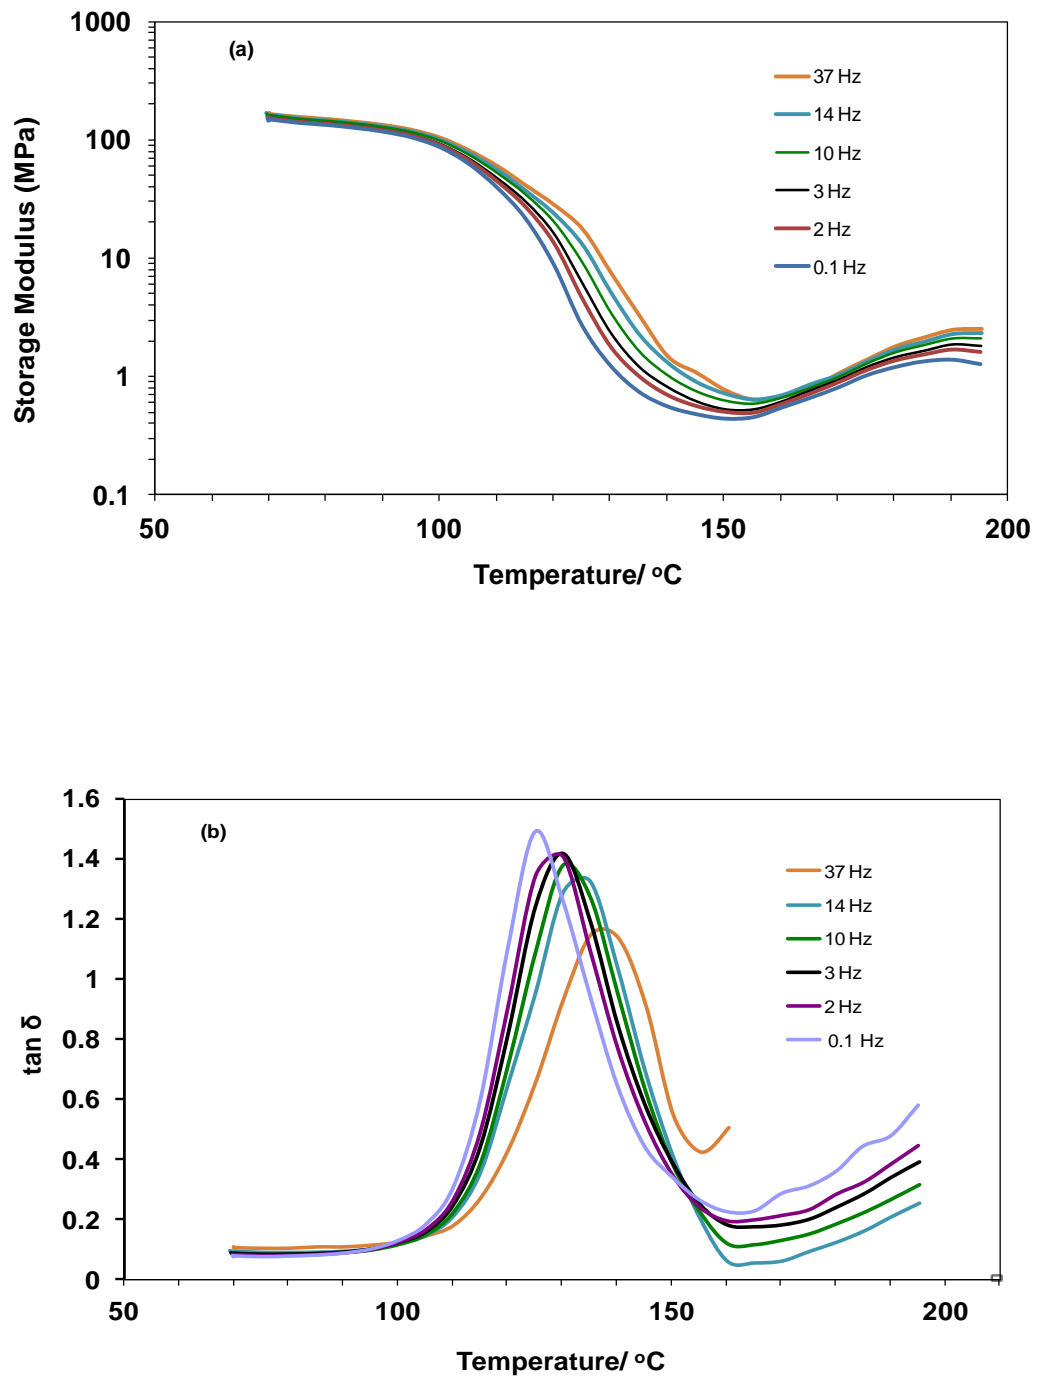 1000
(a)
37 Hz
14 Hz
100
10 Hz
3 Hz
2 Hz
10
0.1 Hz
1
0.1
50
100
150
200
Storage Modulus (MPa)
Temperature/ °C
1.6
(b)
1.4
37 Hz
14 Hz
1.2
10 Hz
3 Hz
1
2 Hz
0.1 Hz
0.8
0.6
0.4
0.2
0
50
100
150
200
tan δ
Temperature/ °C